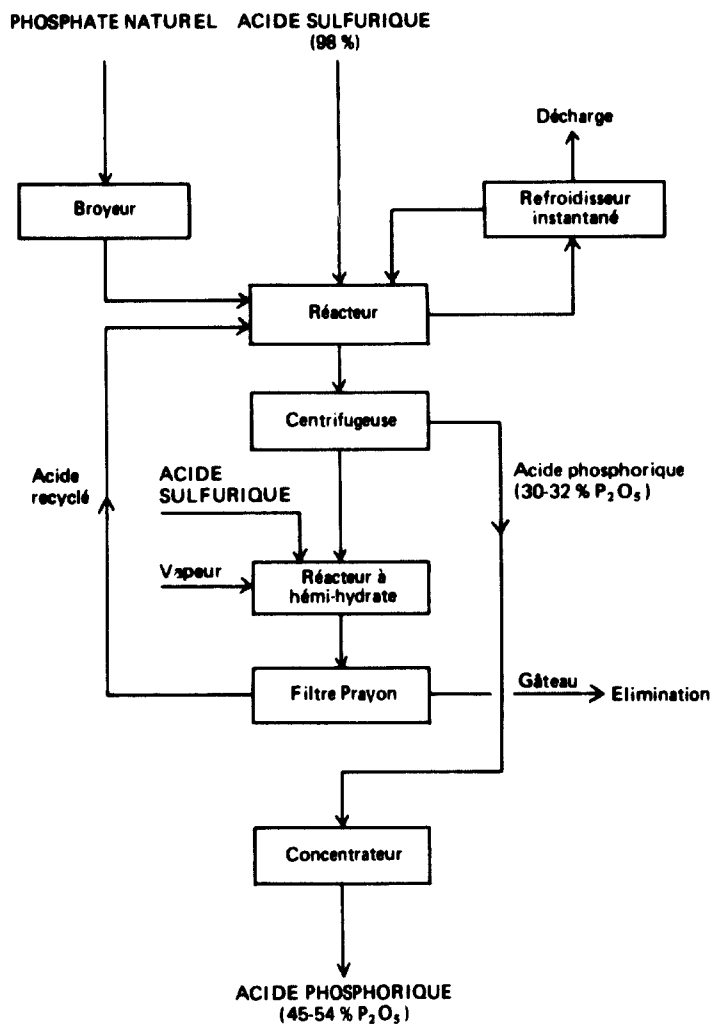 PHOSPHATE NATUREL
ACIDE SULFURIQUE
(98 %)
Décharge
Broyeur
Refroidisseur
instantané
Réacteur
Centrifugeuse
Acide
recyclé
ACIDE
SULFURIQUE
Acide phosphorique
(30-32 % P₂O₅)
Vapeur
Réacteur à
hémi-hydrate
Filtre Prayon
Gâteau
Elimination
Concentrateur
ACIDE PHOSPHORIQUE
(45-54 % P₂O₅)